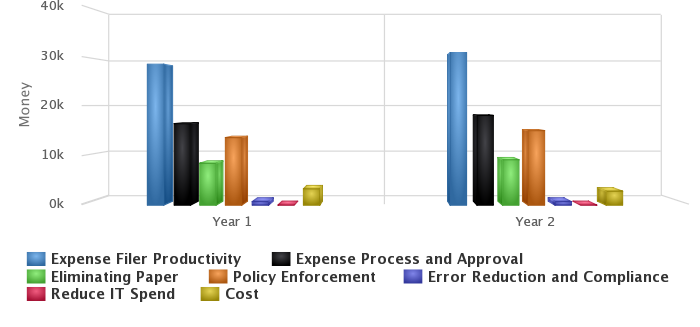 40k
30k
20k
10k
0k
Money
Year 1 Year 2
Expense Filer Productivity Expense Process and Approval
Eliminating Paper Policy Enforcement Error Reduction and Compliance
Reduce IT Spend Cost